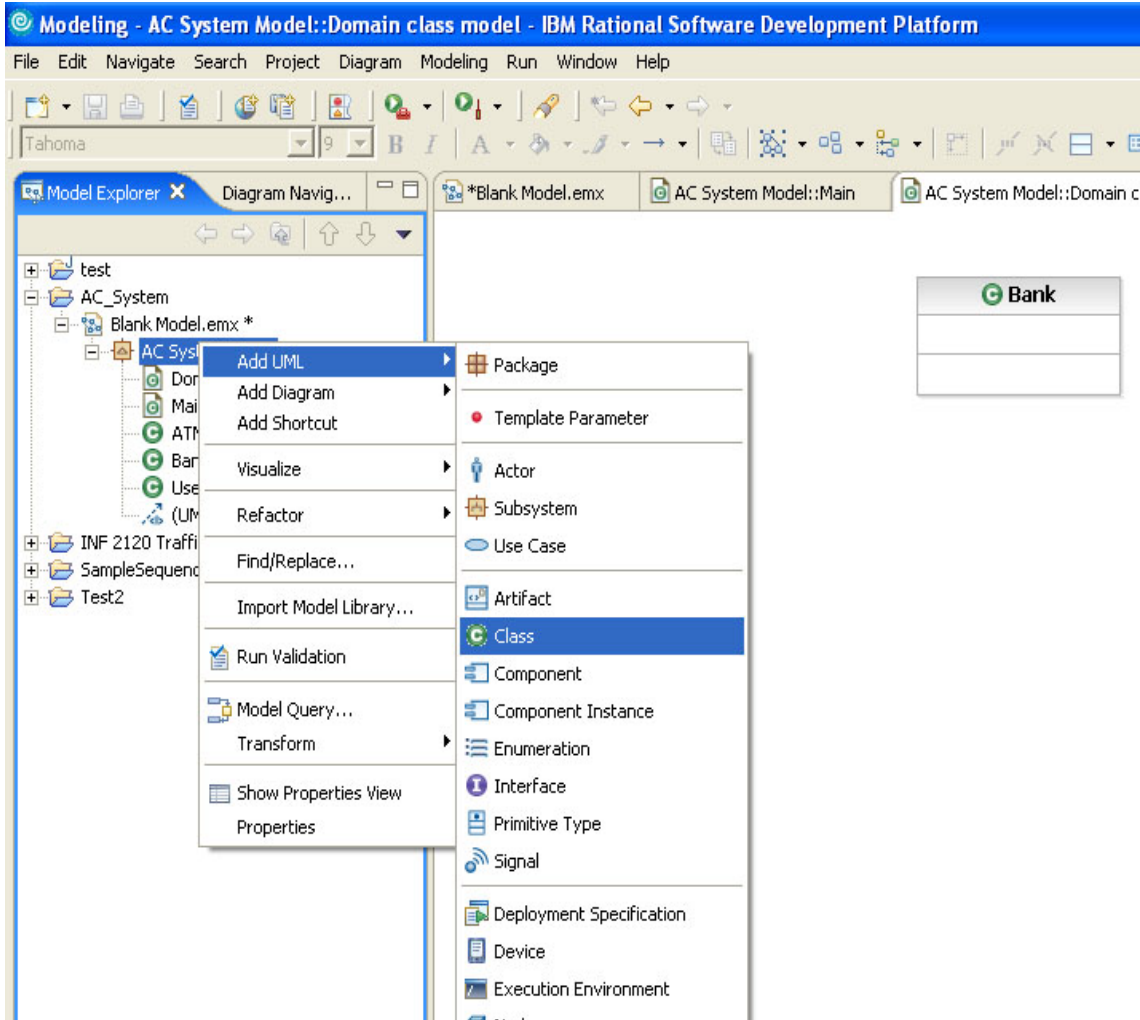 Modeling - AC System Model::Domain class model - IBM Rational Software Development Platform
File Edit Navigate Search Project Diagram Modeling Run Window Help
Tahoma 9 B I A
Model Explorer Diagram Navig... *Blank Model.emx AC System Model::Main AC System Model::Domain c
test
AC_System
Blank Model.emx *
AC Sys
Dor
Mai
ATM
Ban
Use
(UM
INF 2120 Traffi
SampleSequenc
Test2
Add UML
Add Diagram
Add Shortcut
Visualize
Refactor
Find/Replace...
Import Model Library...
Run Validation
Model Query...
Transform
Show Properties View
Properties
Package
Template Parameter
Actor
Subsystem
Use Case
Artifact
Class
Component
Component Instance
Enumeration
Interface
Primitive Type
Signal
Deployment Specification
Device
Execution Environment
Bank